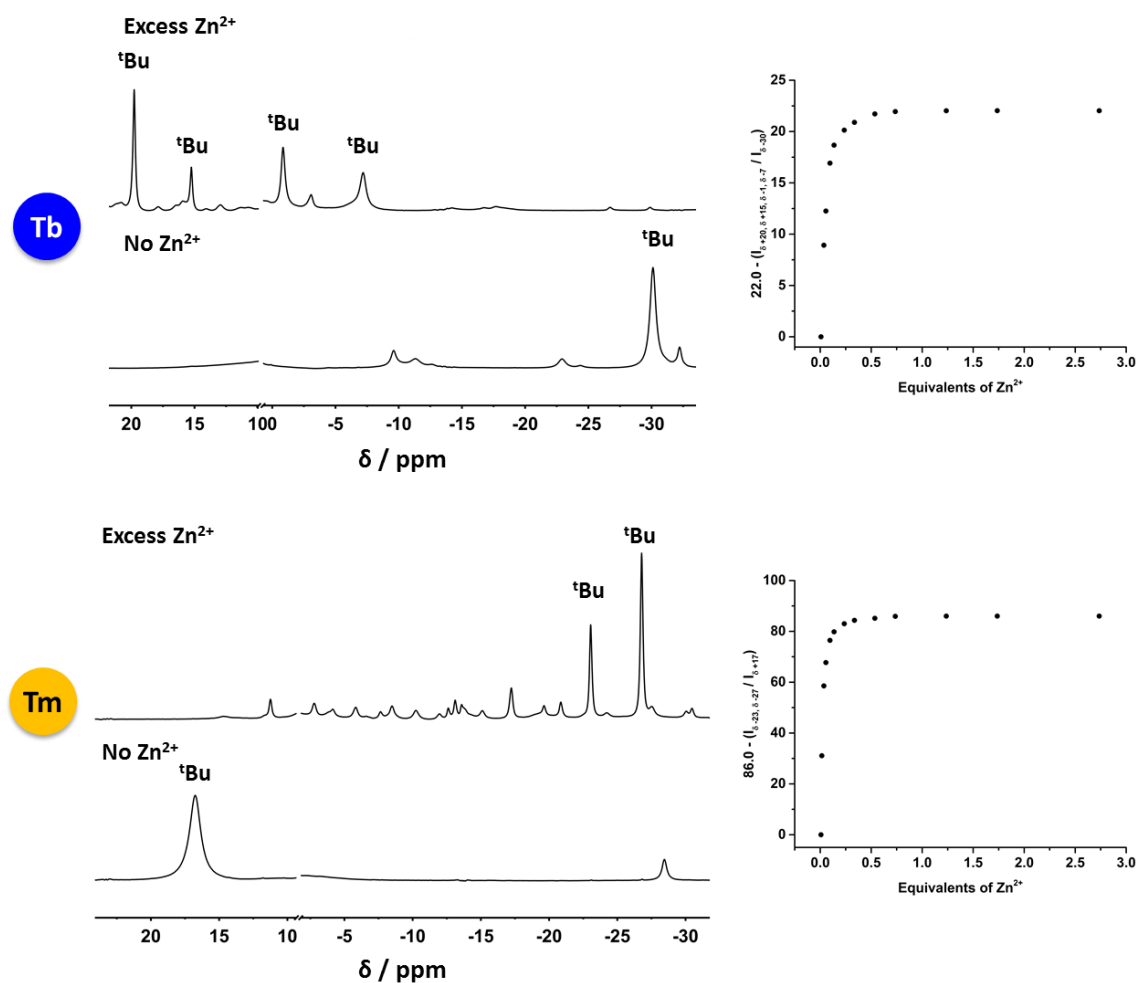 Excess Zn²⁺
ᵗBu
ᵗBu
ᵗBu
ᵗBu
Tb
No Zn²⁺
ᵗBu
20 15 100 -5 -10 -15 -20 -25 -30
δ / ppm
25
20
15
10
5
0
22.0 - (I δ +20, δ +15, δ -1, δ -7 / I δ -30)
0.0 0.5 1.0 1.5 2.0 2.5 3.0
Equivalents of Zn²⁺
Excess Zn²⁺
ᵗBu
ᵗBu
Tm
No Zn²⁺
ᵗBu
20 10 -5 -10 -15 -20 -25 -30
δ / ppm
100
80
60
40
20
0
86.0 - (I δ -23, δ -27 / I δ +17)
0.0 0.5 1.0 1.5 2.0 2.5 3.0
Equivalents of Zn²⁺